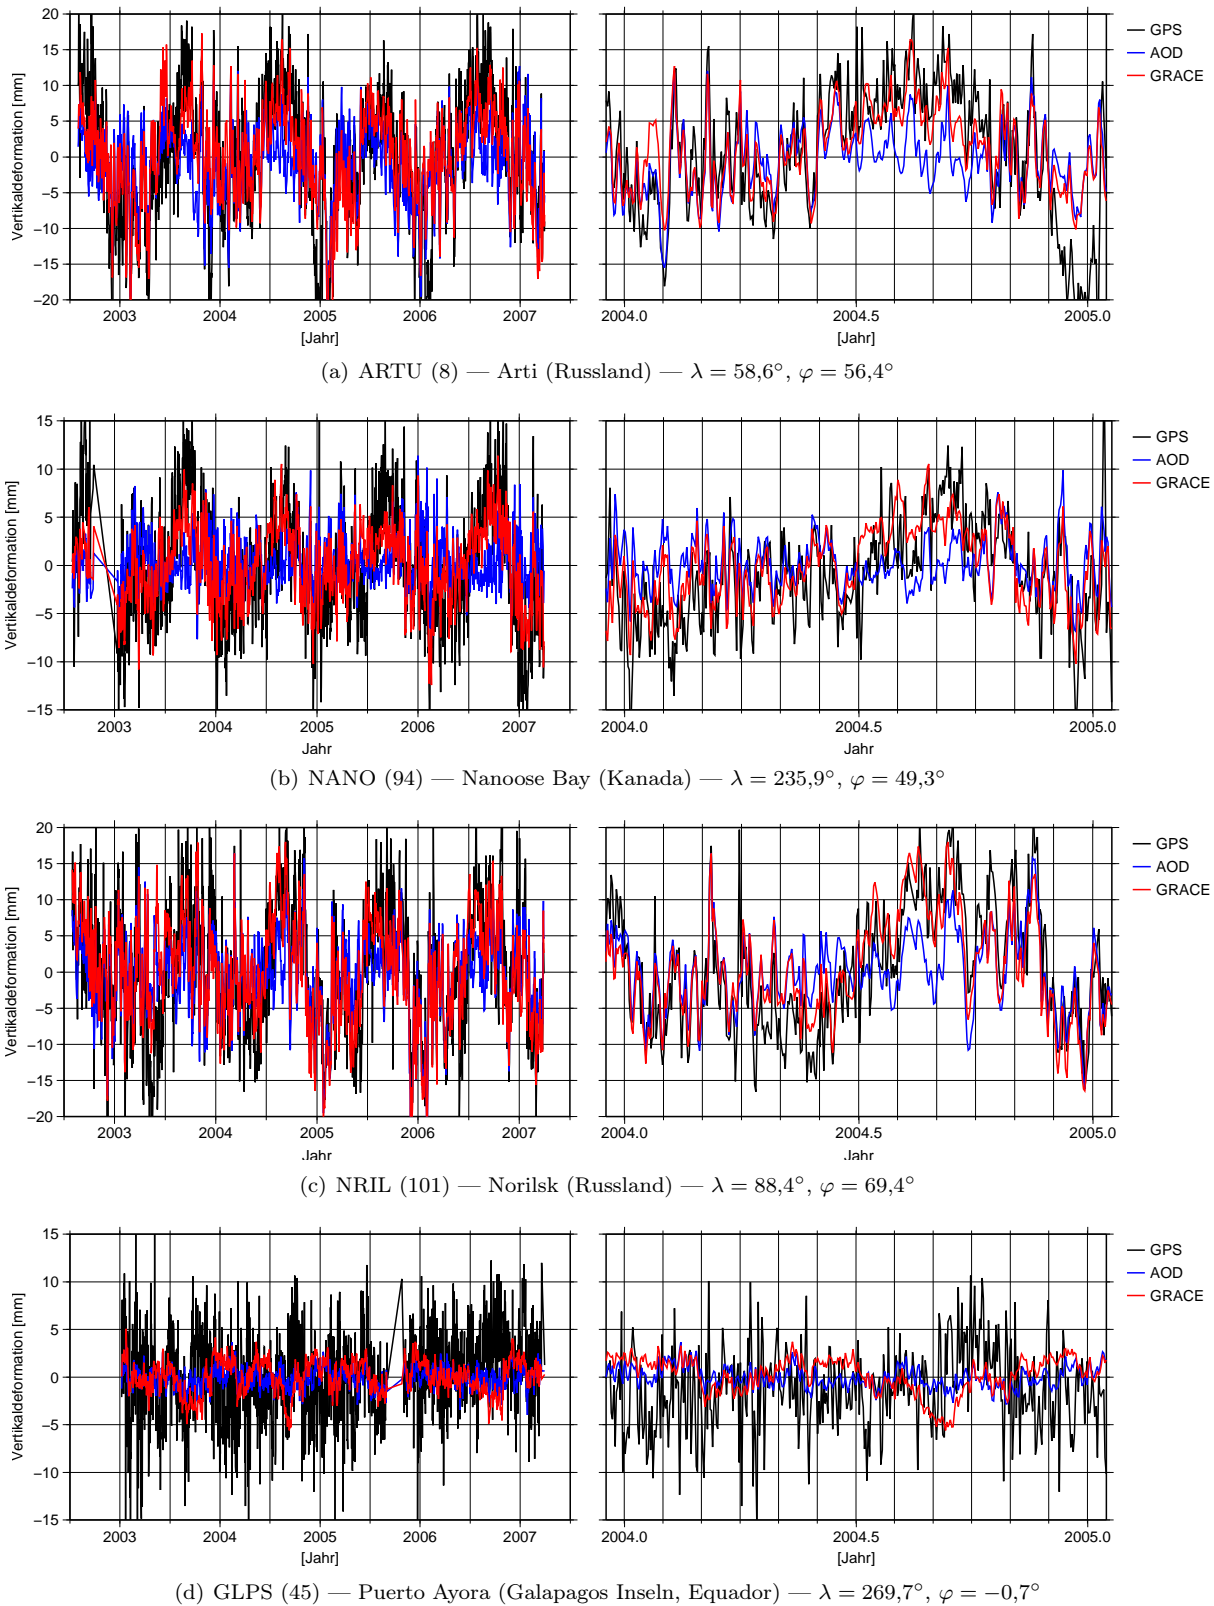 20
15
10
5
0
−5
−10
−15
−20
Vertikaldeformation [mm]
2003 2004 2005 2006 2007
[Jahr]
2004.0 2004.5 2005.0
[Jahr]
GPS
AOD
GRACE
(a) ARTU (8) — Arti (Russland) — λ = 58,6°, φ = 56,4°
15
10
5
0
−5
−10
−15
Vertikaldeformation [mm]
2003 2004 2005 2006 2007
Jahr
2004.0 2004.5 2005.0
Jahr
GPS
AOD
GRACE
(b) NANO (94) — Nanoose Bay (Kanada) — λ = 235,9°, φ = 49,3°
20
15
10
5
0
−5
−10
−15
−20
Vertikaldeformation [mm]
2003 2004 2005 2006 2007
Jahr
2004.0 2004.5 2005.0
Jahr
GPS
AOD
GRACE
(c) NRIL (101) — Norilsk (Russland) — λ = 88,4°, φ = 69,4°
15
10
5
0
−5
−10
−15
Vertikaldeformation [mm]
2003 2004 2005 2006 2007
[Jahr]
2004.0 2004.5 2005.0
[Jahr]
GPS
AOD
GRACE
(d) GLPS (45) — Puerto Ayora (Galapagos Inseln, Equador) — λ = 269,7°, φ = −0,7°